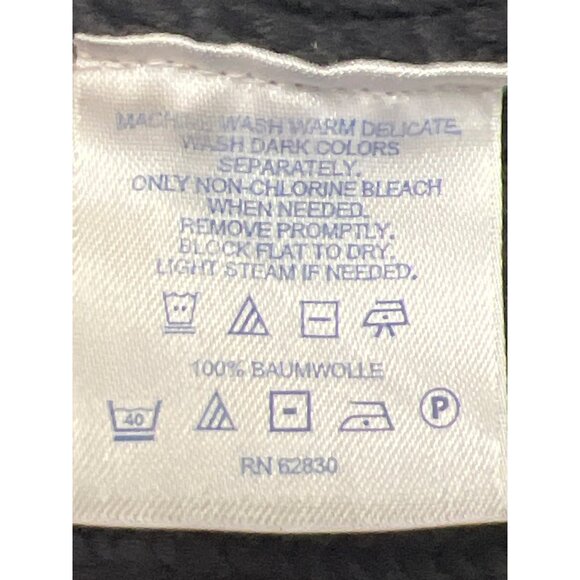 MACHINE WASH WARM DELICATE.
WASH DARK COLORS
SEPARATELY.
ONLY NON-CHLORINE BLEACH
WHEN NEEDED.
REMOVE PROMPTLY.
BLOCK FLAT TO DRY.
LIGHT STEAM IF NEEDED.
100% BAUMWOLLE
40 P
RN 62830